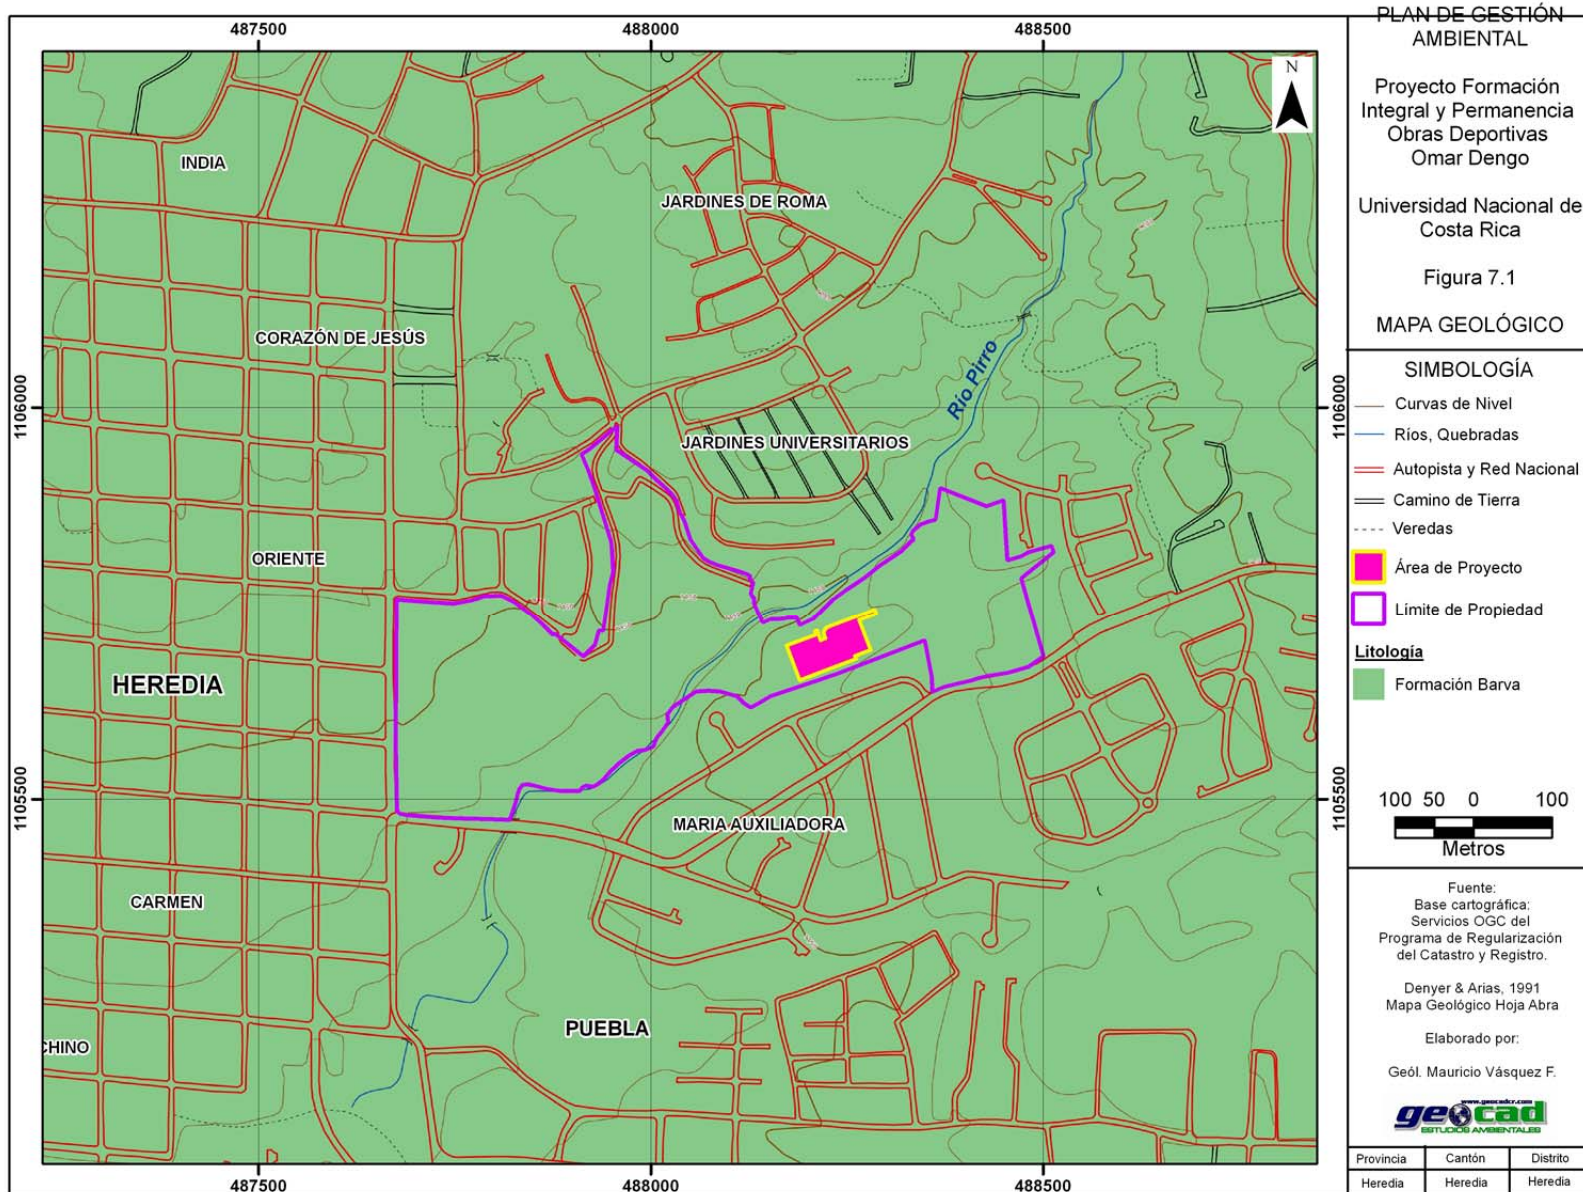 487500
488000
488500
INDIA
JARDINES DE ROMA
CORAZÓN DE JESÚS
Río Pirro
1106000
1106000
JARDINES UNIVERSITARIOS
ORIENTE
HEREDIA
1105500
1105500
MARIA AUXILIADORA
CARMEN
PUEBLA
CHINO
487500
488000
488500
N
PLAN DE GESTIÓN
AMBIENTAL
Proyecto Formación
Integral y Permanencia
Obras Deportivas
Omar Dengo
Universidad Nacional de
Costa Rica
Figura 7.1
MAPA GEOLÓGICO
SIMBOLOGÍA
Curvas de Nivel
Ríos, Quebradas
Autopista y Red Nacional
Camino de Tierra
Veredas
Área de Proyecto
Límite de Propiedad
Litología
Formación Barva
100 50 0 100
Metros
Fuente:
Base cartográfica:
Servicios OGC del
Programa de Regularización
del Catastro y Registro.
Denyer & Arias, 1991
Mapa Geológico Hoja Abra
Elaborado por:
Geól. Mauricio Vásquez F.
www.geocadcr.com
geocad
ESTUDIOS AMBIENTALES
Provincia Cantón Distrito
Heredia Heredia Heredia